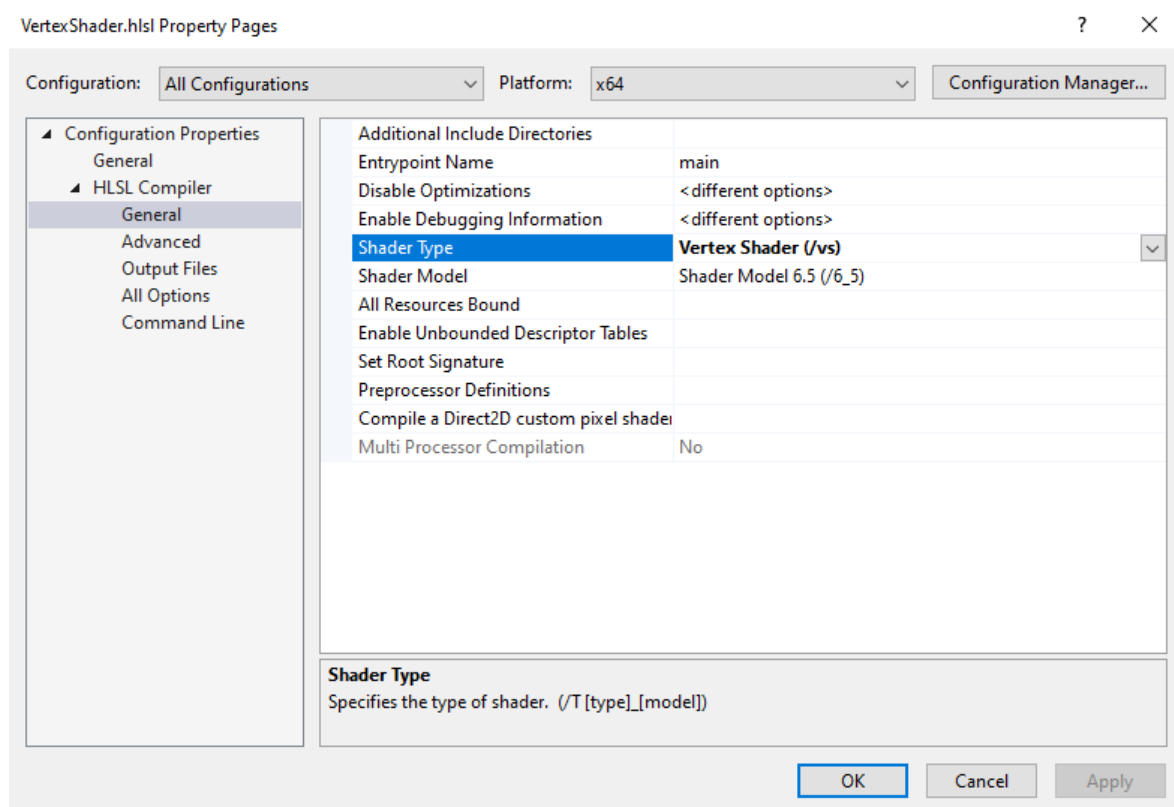 VertexShader.hlsl Property Pages
?
Configuration: All Configurations Platform: x64 Configuration Manager...
Configuration Properties
General
HLSL Compiler
General
Advanced
Output Files
All Options
Command Line
Additional Include Directories
Entrypoint Name main
Disable Optimizations <different options>
Enable Debugging Information <different options>
Shader Type Vertex Shader (/vs)
Shader Model Shader Model 6.5 (/6_5)
All Resources Bound
Enable Unbounded Descriptor Tables
Set Root Signature
Preprocessor Definitions
Compile a Direct2D custom pixel shader
Multi Processor Compilation No
Shader Type
Specifies the type of shader. (/T [type]_[model])
OK Cancel Apply